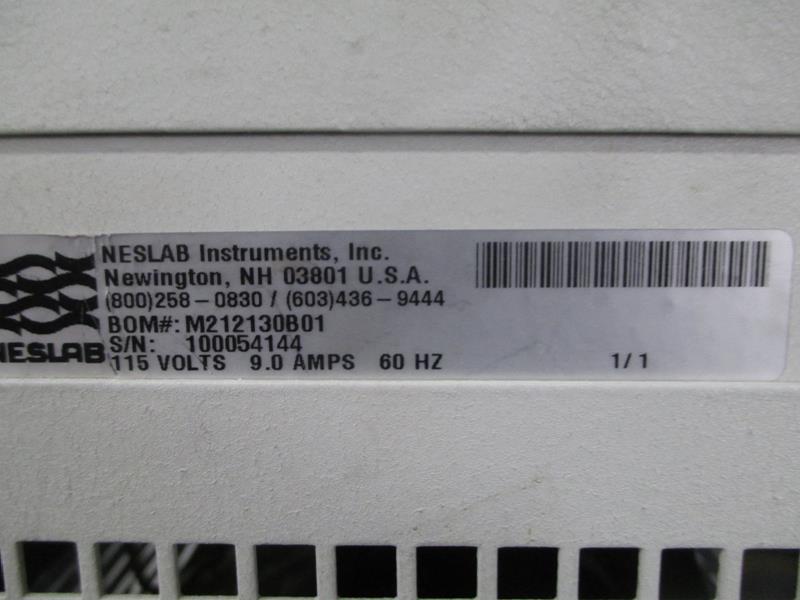 NESLAB Instruments, Inc.
Newington, NH 03801 U.S.A.
(800)258-0830 / (603)436-9444
BOM#: M212130B01
S/N: 100054144
NESLAB
115 VOLTS 9.0 AMPS 60 HZ 1/1